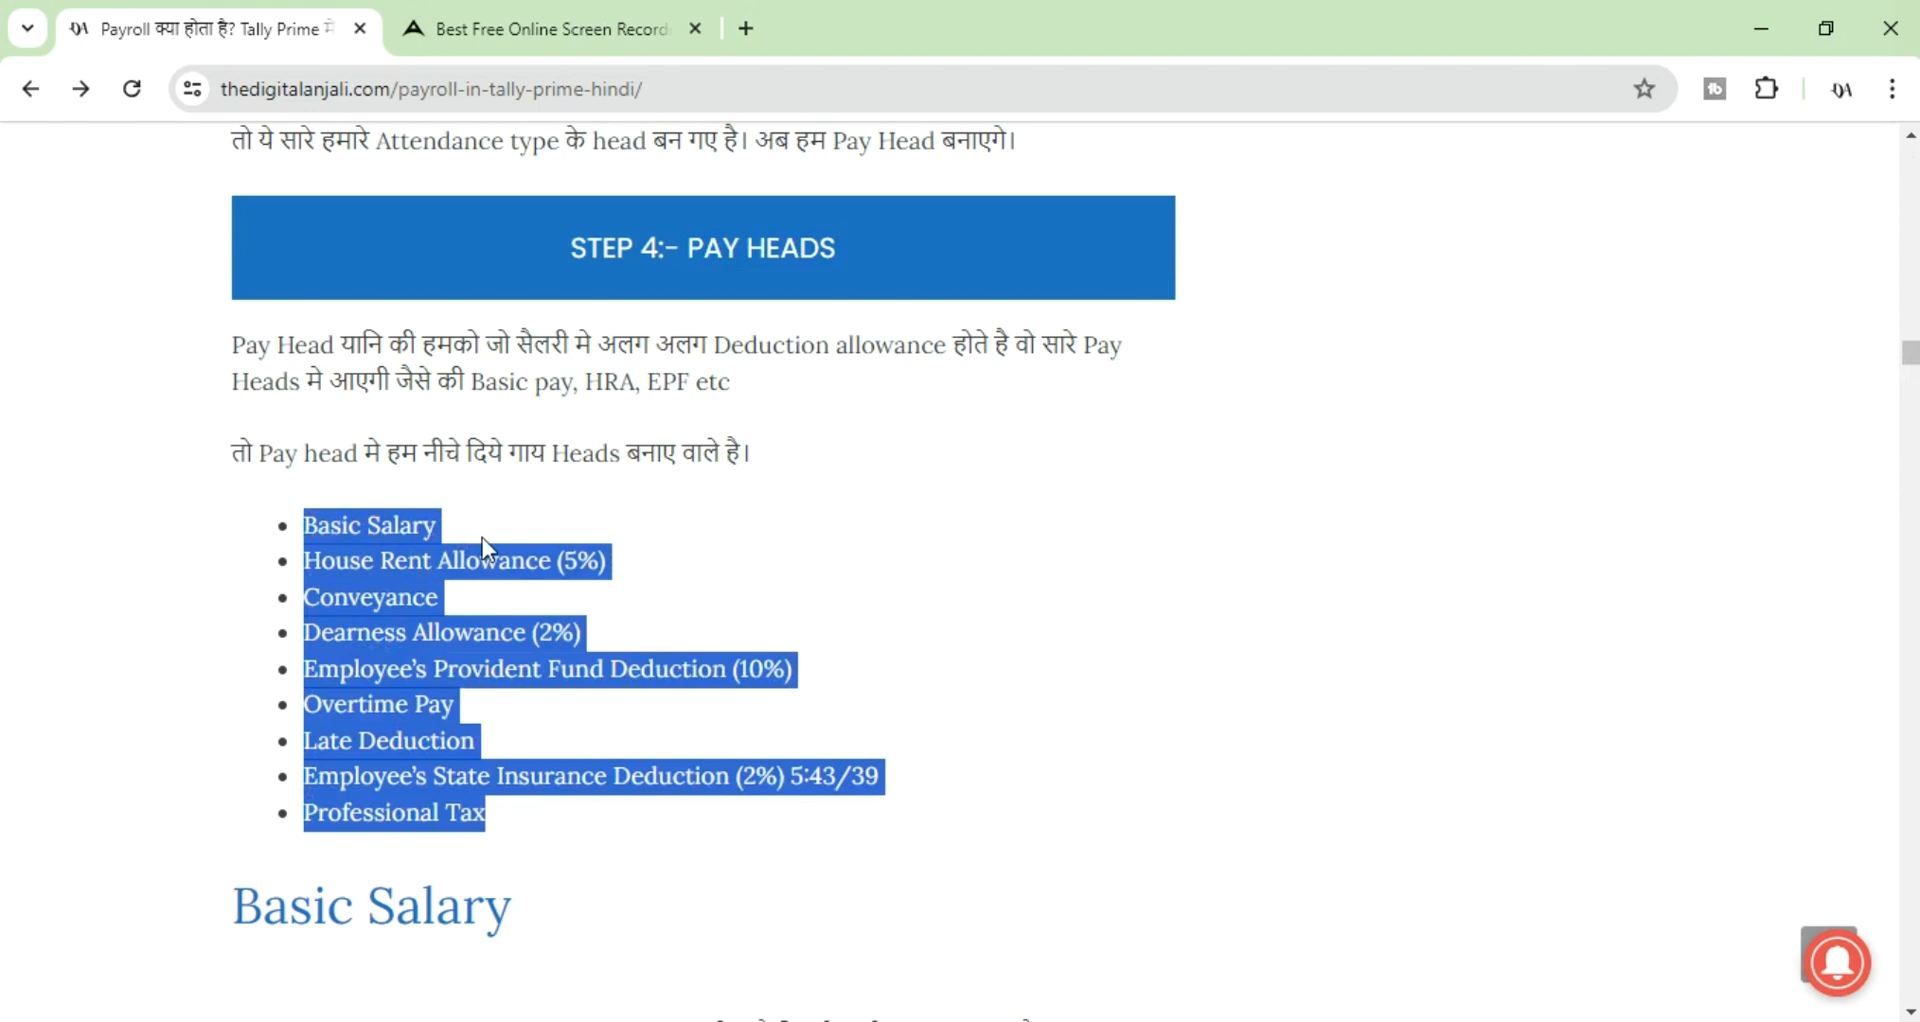 Payroll क्या होता है? Tally Prime में
Best Free Online Screen Record
thedigitalanjali.com/payroll-in-tally-prime-hindi/
तो ये सारे हमारे Attendance type के head बन गए है। अब हम Pay Head बनाएगे।
STEP 4:- PAY HEADS
Pay Head यानि की हमको जो सैलरी मे अलग अलग Deduction allowance होते है वो सारे Pay
Heads मे आएगी जैसे की Basic pay, HRA, EPF etc
तो Pay head मे हम नीचे दिये गाय Heads बनाए वाले है।
Basic Salary
House Rent Allowance (5%)
Conveyance
Dearness Allowance (2%)
Employee’s Provident Fund Deduction (10%)
Overtime Pay
Late Deduction
Employee’s State Insurance Deduction (2%) 5:43/39
Professional Tax
Basic Salary